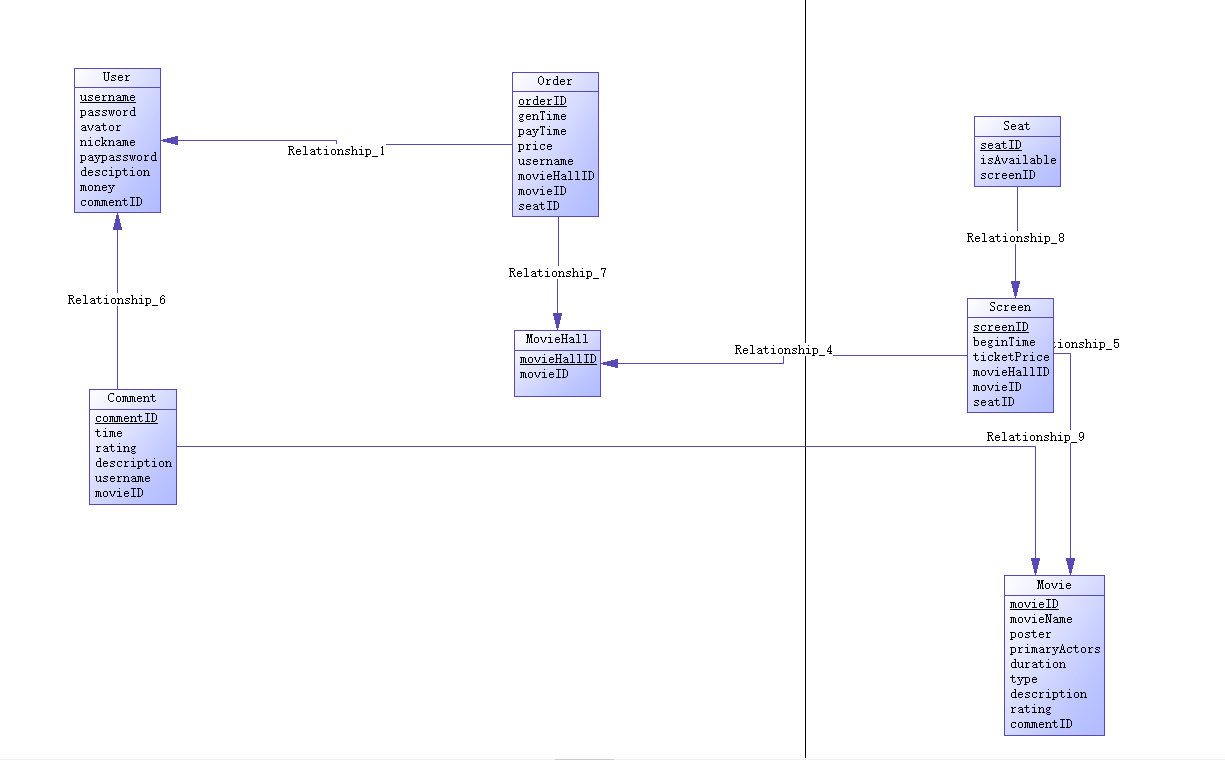 User
username
password
avator
nickname
paypassword
desciption
money
commentID
Relationship_1
Order
orderID
genTime
payTime
price
username
movieHallID
movieID
seatID
Seat
seatID
isAvailable
screenID
Relationship_8
Relationship_7
Relationship_6
Screen
screenID
beginTime
ticketPrice
movieHallID
movieID
seatID
ionship_5
MovieHall
movieHallID
movieID
Relationship_4
Comment
commentID
time
rating
description
username
movieID
Relationship_9
Movie
movieID
movieName
poster
primaryActors
duration
type
description
rating
commentID